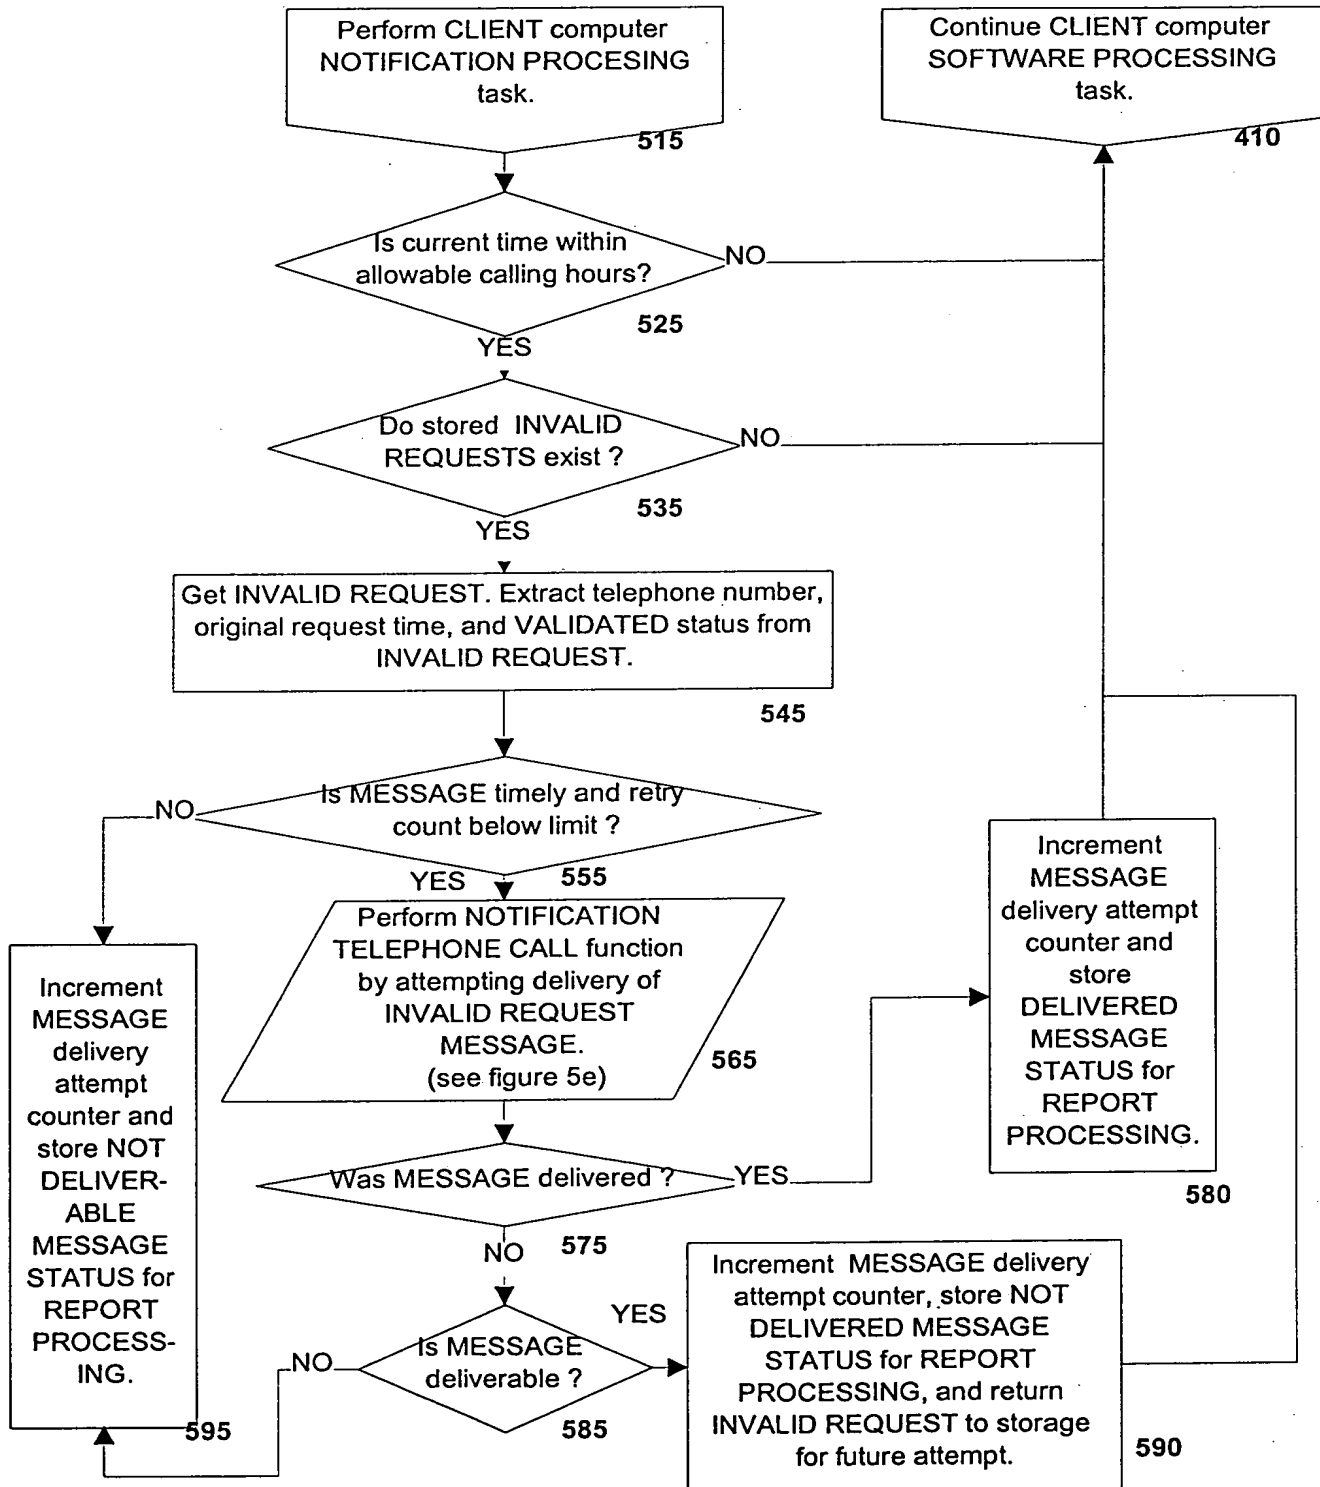 Perform CLIENT computer
NOTIFICATION PROCESING
task.
515
Continue CLIENT computer
SOFTWARE PROCESSING
task.
410
Is current time within
allowable calling hours?
NO
525
YES
Do stored INVALID
REQUESTS exist ?
NO
535
YES
Get INVALID REQUEST. Extract telephone number,
original request time, and VALIDATED status from
INVALID REQUEST.
545
Is MESSAGE timely and retry
count below limit ?
NO
YES
555
Perform NOTIFICATION
TELEPHONE CALL function
by attempting delivery of
INVALID REQUEST
MESSAGE.
(see figure 5e)
565
Increment
MESSAGE
delivery attempt
counter and
store
DELIVERED
MESSAGE
STATUS for
REPORT
PROCESSING.
580
Increment
MESSAGE
delivery
attempt
counter and
store NOT
DELIVER-
ABLE
MESSAGE
STATUS for
REPORT
PROCESS-
ING.
595
Was MESSAGE delivered ?
YES
NO
575
Is MESSAGE
deliverable ?
NO
YES
585
Increment MESSAGE delivery
attempt counter, store NOT
DELIVERED MESSAGE
STATUS for REPORT
PROCESSING, and return
INVALID REQUEST to storage
for future attempt.
590